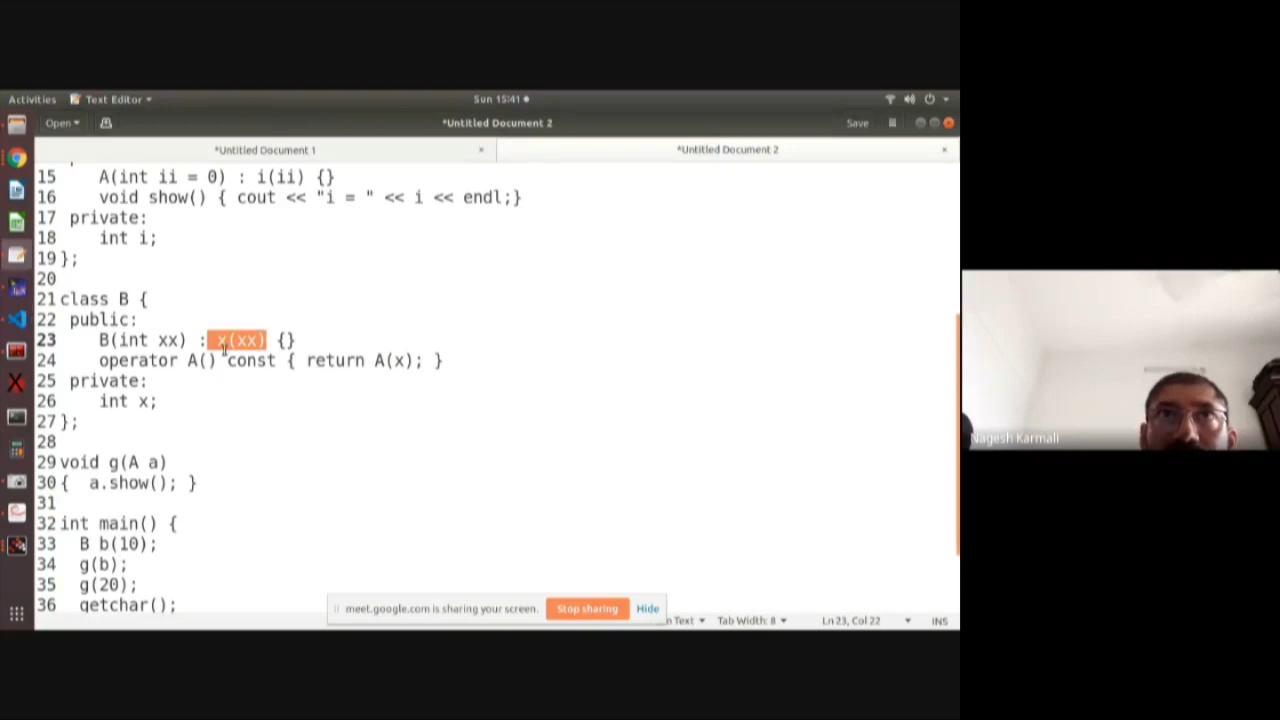 Activities Text Editor Sun 15:41
Open *Untitled Document 2 Save
*Untitled Document 1 × *Untitled Document 2 ×
15 A(int ii = 0) : i(ii) {}
16 void show() { cout << "i = " << i << endl;}
17 private:
18 int i;
19 };
20
21 class B {
22 public:
23 B(int xx) : x(xx) {}
24 operator A() const { return A(x); }
25 private:
26 int x;
27 };
28
29 void g(A a)
30 { a.show(); }
31
32 int main() {
33 B b(10);
34 g(b);
35 g(20);
36 getchar();
meet.google.com is sharing your screen. Stop sharing Hide
n Text Tab Width: 8 Ln 23, Col 22 INS
Nagesh Karmali